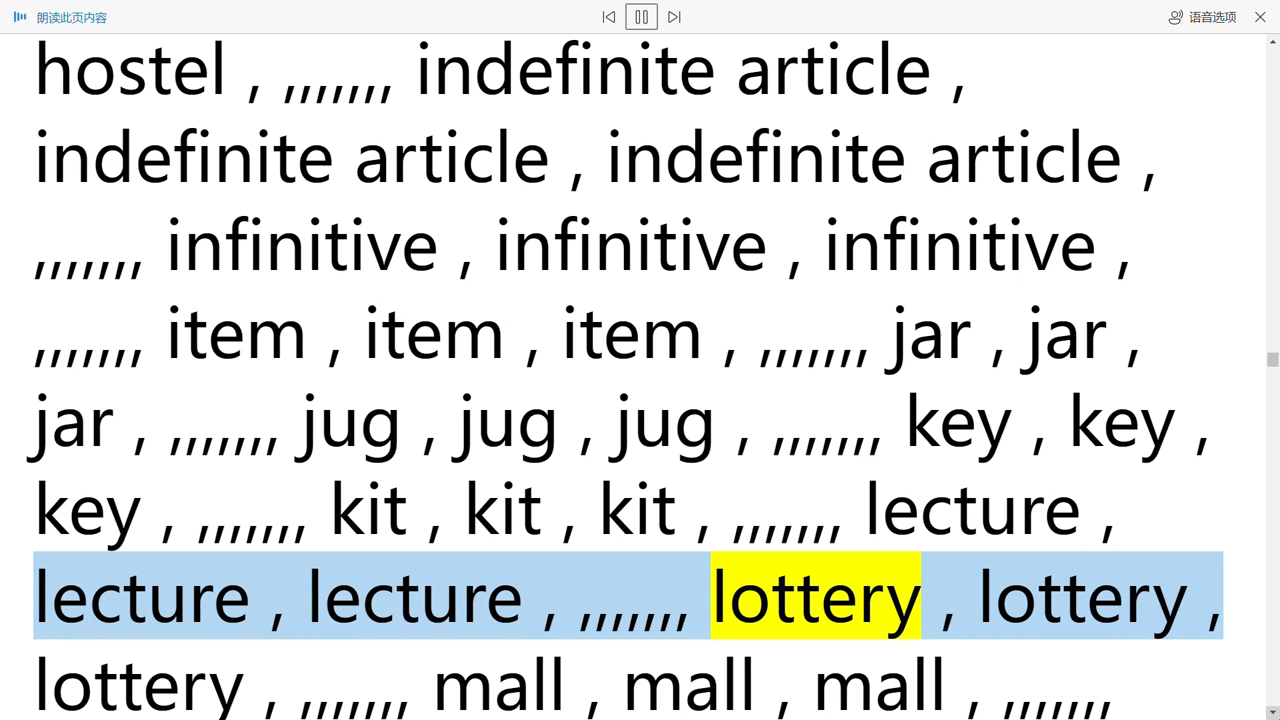 朗读此页内容
语音选项
hostel , ,,,,,,, indefinite article ,
indefinite article , indefinite article ,
,,,,,,, infinitive , infinitive , infinitive ,
,,,,,,, item , item , item , ,,,,,,, jar , jar ,
jar , ,,,,,,, jug , jug , jug , ,,,,,,, key , key ,
key , ,,,,,,, kit , kit , kit , ,,,,,,, lecture ,
lecture , lecture , ,,,,,,, lottery , lottery ,
lottery , ,,,,,,, mall , mall , mall , ,,,,,,,